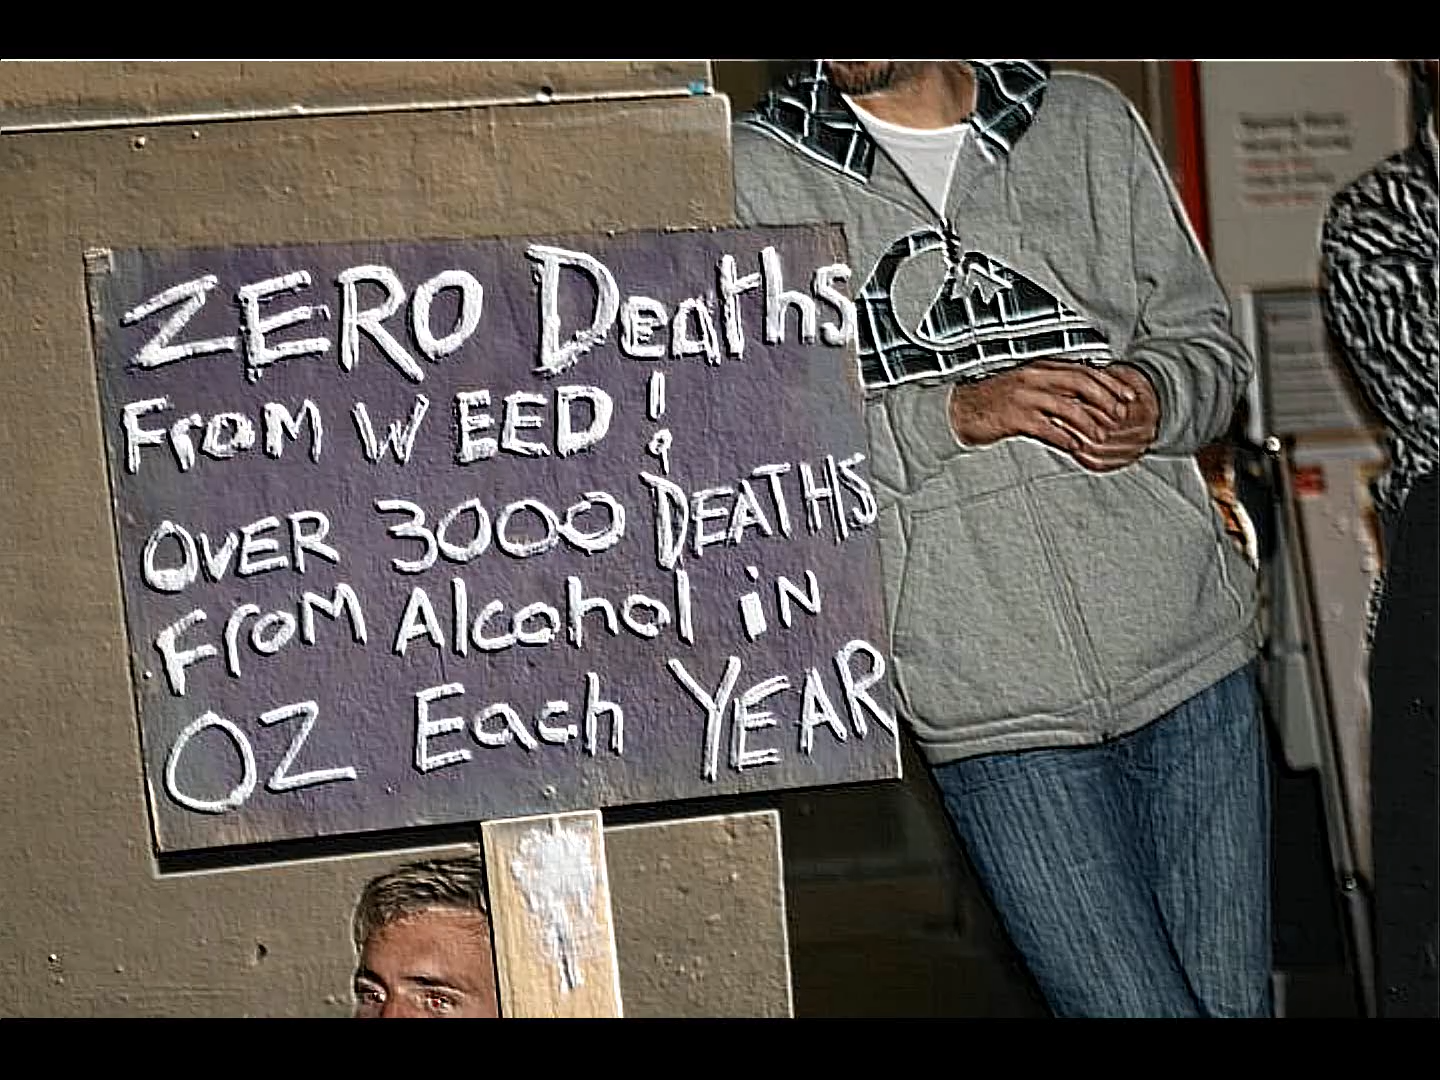 ZERO Deaths
From WEED!
OVER 3000 DEATHS
From Alcohol iN
OZ Each YEAR